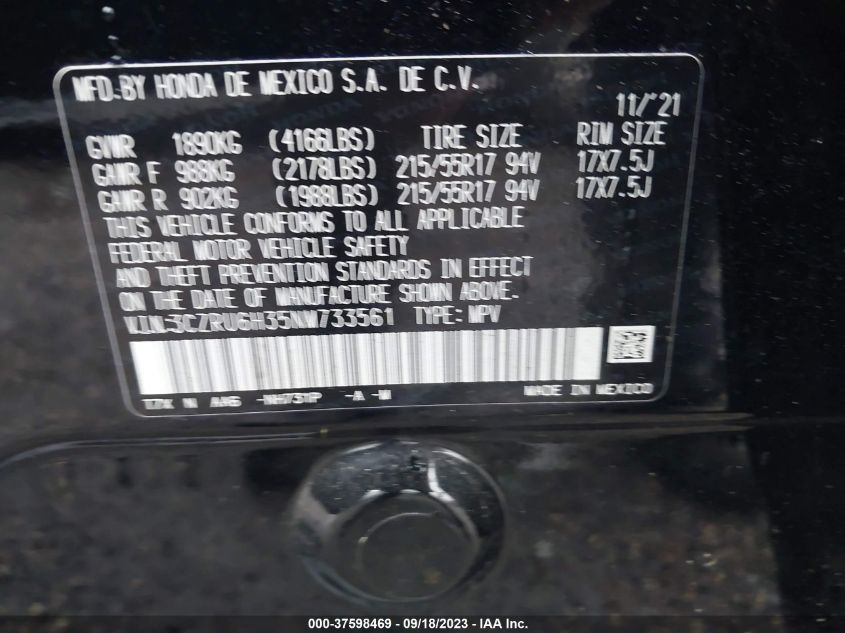 MFD. BY HONDA DE MEXICO S.A. DE C.V.
11/'21
GVWR 1890KG (4166LBS) TIRE SIZE RIM SIZE
GAWR F 988KG (2178LBS) 215/55R17 94V 17X7.5J
GAWR R 902KG (1988LBS) 215/55R17 94V 17X7.5J
THIS VEHICLE CONFORMS TO ALL APPLICABLE
FEDERAL MOTOR VEHICLE SAFETY
AND THEFT PREVENTION STANDARDS IN EFFECT
ON THE DATE OF MANUFACTURE SHOWN ABOVE.
VIN: 3CZRU6H35NM733561 TYPE: MPV
T7X N AA6 -NH731P -A -M MADE IN MEXICO
000-37598469 - 09/18/2023 - IAA Inc.